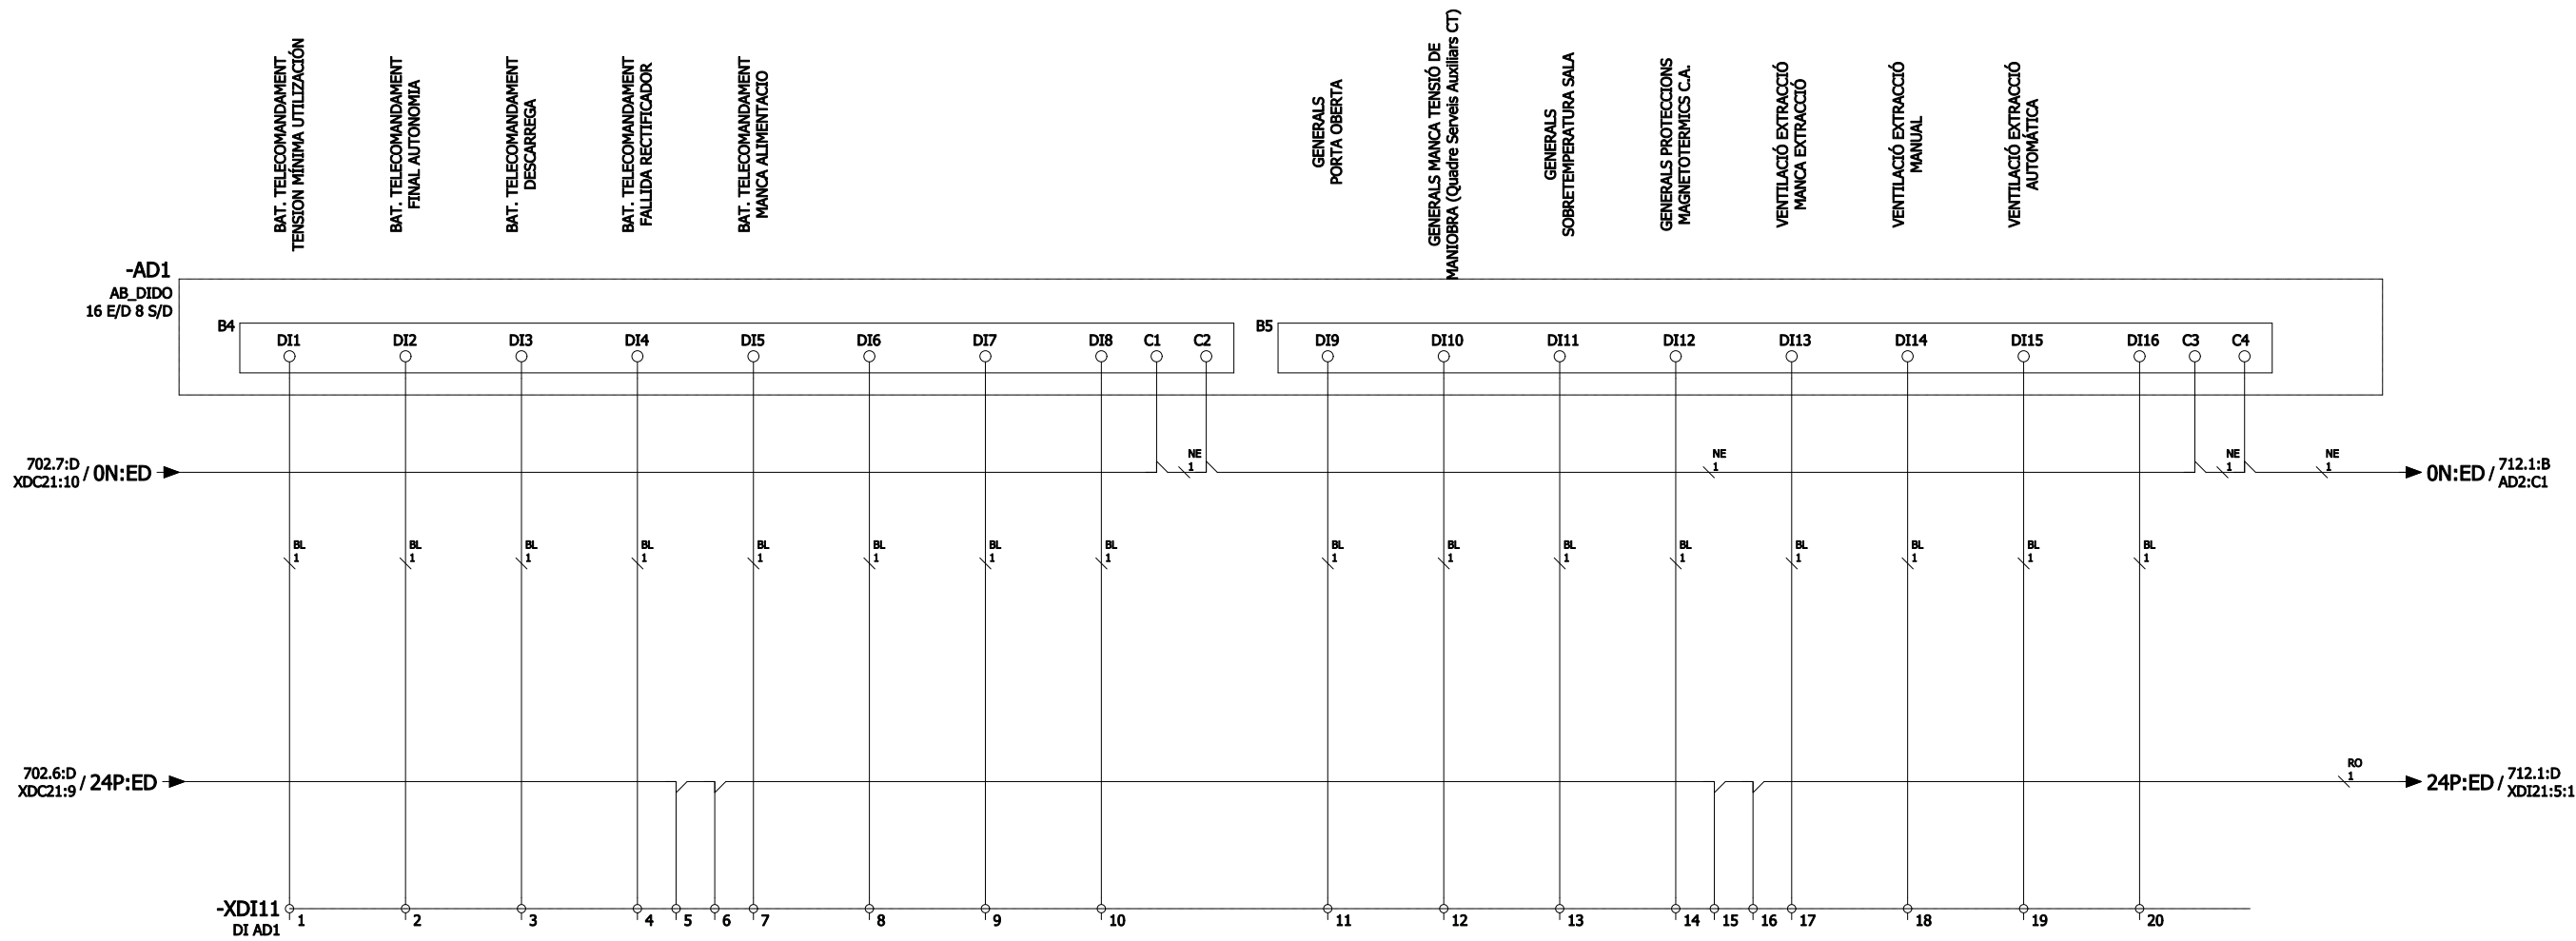 BAT. TELECOMANDAMENT
TENSION MÍNIMA UTILIZACIÓN
BAT. TELECOMANDAMENT
FINAL AUTONOMIA
BAT. TELECOMANDAMENT
DESCARREGA
BAT. TELECOMANDAMENT
FALLIDA RECTIFICADOR
BAT. TELECOMANDAMENT
MANCA ALIMENTACIO
GENERALS
PORTA OBERTA
GENERALS MANCA TENSIÓ DE
MANIOBRA (Quadre Serveis Auxiliars CT)
GENERALS
SOBRETEMPERATURA SALA
GENERALS PROTECCIONS
MAGNETOTERMICS C.A.
VENTILACIÓ EXTRACCIÓ
MANCA EXTRACCIÓ
VENTILACIÓ EXTRACCIÓ
MANUAL
VENTILACIÓ EXTRACCIÓ
AUTOMÁTICA
-AD1
AB_DIDO
16 E/D 8 S/D
B4
DI1 DI2 DI3 DI4 DI5 DI6 DI7 DI8 C1 C2
B5
DI9 DI10 DI11 DI12 DI13 DI14 DI15 DI16 C3 C4
702.7:D
XDC21:10
/ 0N:ED
NE
1
NE
1
NE
1
NE
1
0N:ED /
712.1:B
AD2:C1
BL BL BL BL BL BL BL BL BL BL BL BL BL BL BL BL
1 1 1 1 1 1 1 1 1 1 1 1 1 1 1 1
702.6:D
XDC21:9
/ 24P:ED
RO
1
24P:ED /
712.1:D
XDI21:5:1
-XDI11
DI AD1
1 2 3 4 5 6 7 8 9 10 11 12 13 14 15 16 17 18 19 20